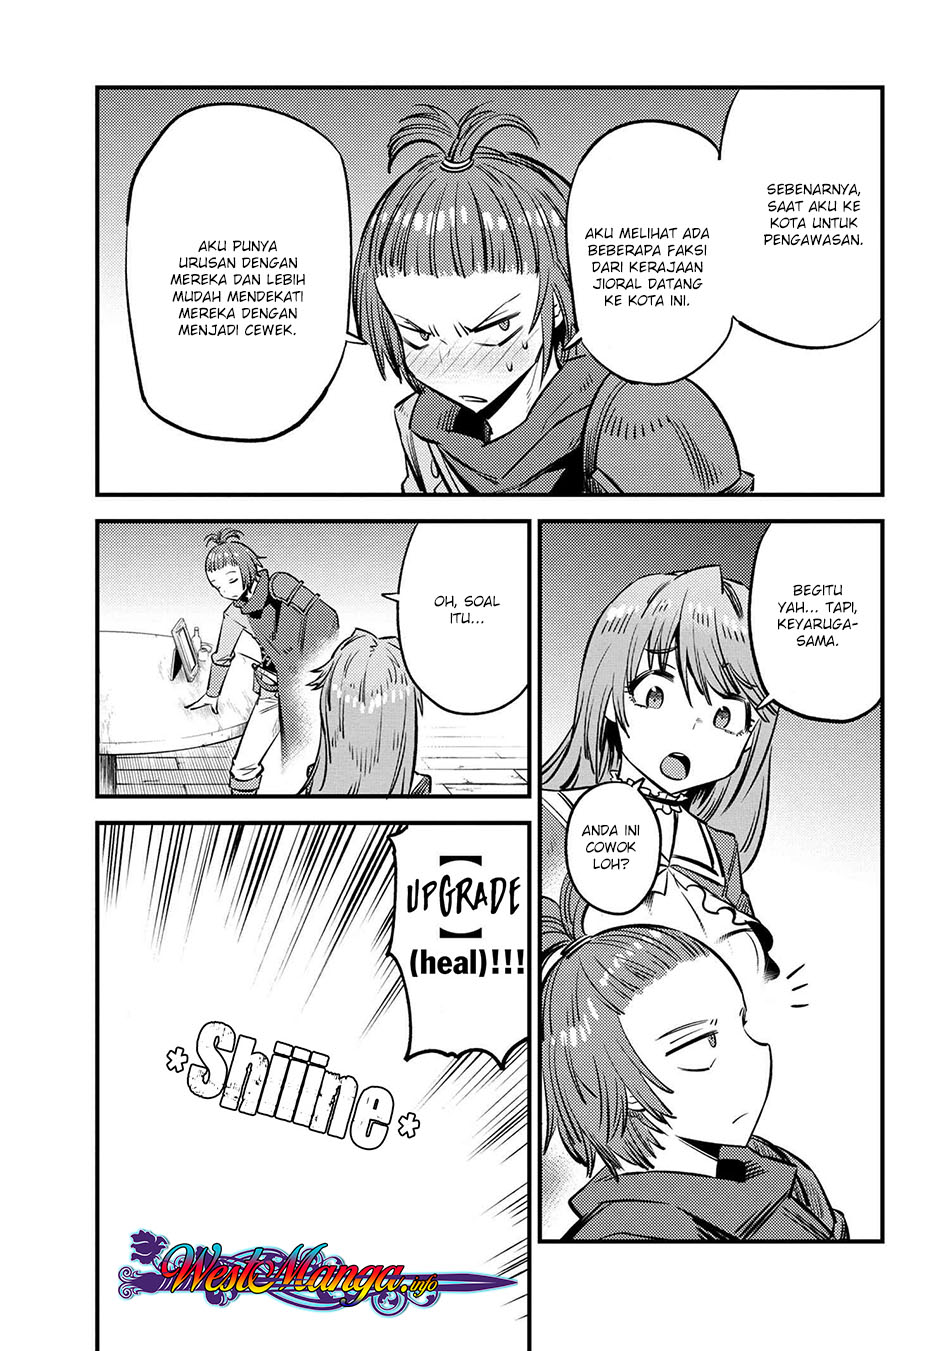 SEBENARNYA,
SAAT AKU KE
KOTA UNTUK
PENGAWASAN.
AKU MELIHAT ADA
BEBERAPA FAKSI
DARI KERAJAAN
JIORAL DATANG
KE KOTA INI.
AKU PUNYA
URUSAN DENGAN
MEREKA DAN LEBIH
MUDAH MENDEKATI
MEREKA DENGAN
MENJADI CEWEK.
BEGITU
YAH... TAPI,
KEYARUGA-
SAMA.
ANDA INI
COWOK
LOH?
OH, SOAL
ITU...
【UPGRADE】
(heal)!!!
*Shiiine*
WestManga.info